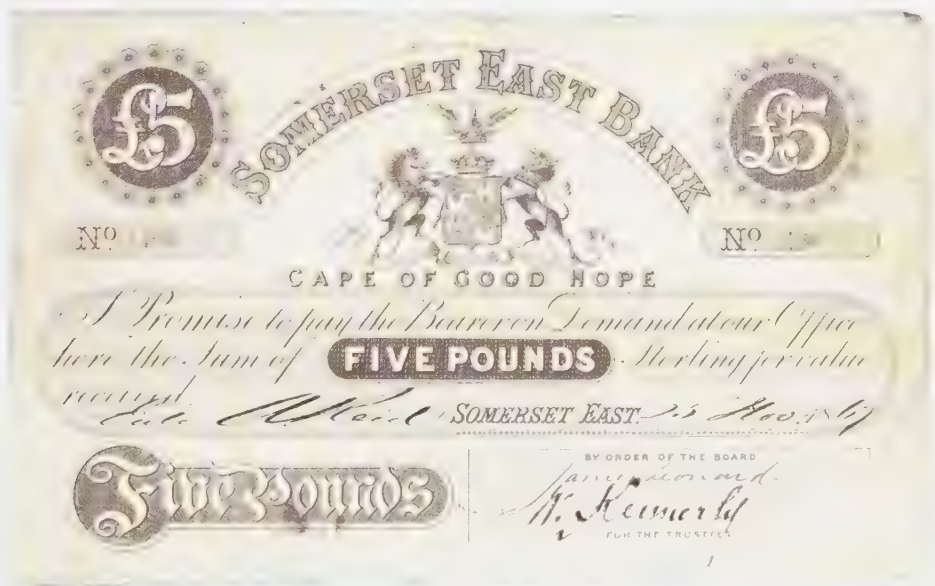 SOMERSET EAST BANK
£5 £5
Nº Nº
CAPE OF GOOD HOPE
I Promise to pay the Bearer on Demand at our Office
here the Sum of FIVE POUNDS Sterling for value
received
SOMERSET EAST. 23 Nov.
Five Pounds
BY ORDER OF THE BOARD
FOR THE TRUSTEES